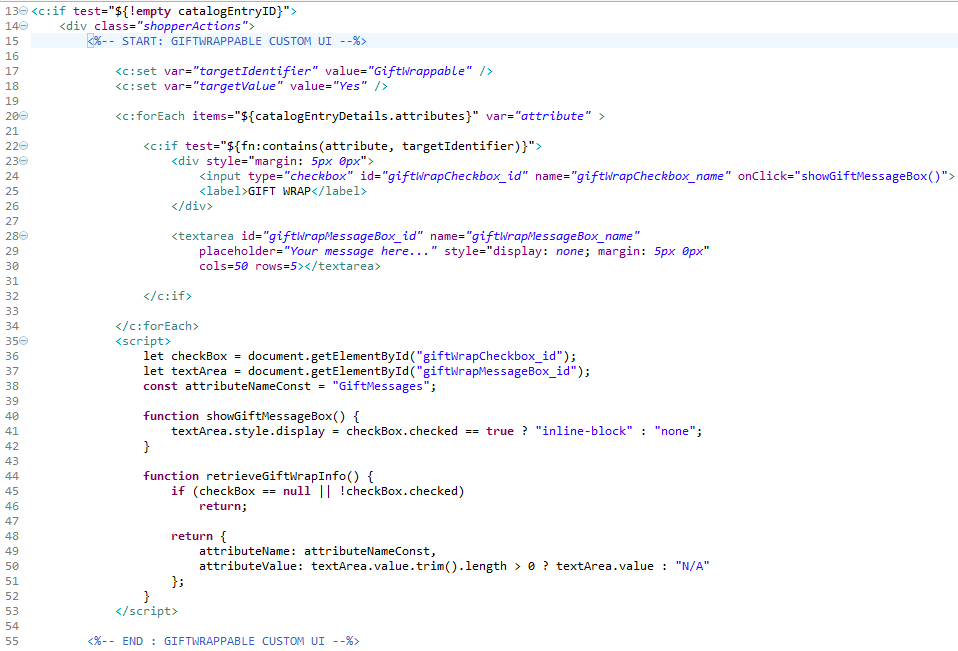 13 <c:if test="${!empty catalogEntryID}">
14     <div class="shopperActions">
15         <%-- START: GIFTWRAPPABLE CUSTOM UI --%>
16
17             <c:set var="targetIdentifier" value="GiftWrappable" />
18             <c:set var="targetValue" value="Yes" />
19
20             <c:forEach items="${catalogEntryDetails.attributes}" var="attribute" >
21
22                 <c:if test="${fn:contains(attribute, targetIdentifier)}">
23                     <div style="margin: 5px 0px">
24                         <input type="checkbox" id="giftWrapCheckbox_id" name="giftWrapCheckbox_name" onClick="showGiftMessageBox()">
25                         <label>GIFT WRAP</label>
26                     </div>
27
28                     <textarea id="giftWrapMessageBox_id" name="giftWrapMessageBox_name"
29                         placeholder="Your message here..." style="display: none; margin: 5px 0px"
30                         cols=50 rows=5></textarea>
31
32                 </c:if>
33
34             </c:forEach>
35             <script>
36                 let checkBox = document.getElementById("giftWrapCheckbox_id");
37                 let textArea = document.getElementById("giftWrapMessageBox_id");
38                 const attributeNameConst = "GiftMessages";
39
40                 function showGiftMessageBox() {
41                     textArea.style.display = checkBox.checked == true ? "inline-block" : "none";
42                 }
43
44                 function retrieveGiftWrapInfo() {
45                     if (checkBox == null || !checkBox.checked)
46                         return;
47
48                     return {
49                         attributeName: attributeNameConst,
50                         attributeValue: textArea.value.trim().length > 0 ? textArea.value : "N/A"
51                     };
52                 }
53             </script>
54
55         <%-- END : GIFTWRAPPABLE CUSTOM UI --%>